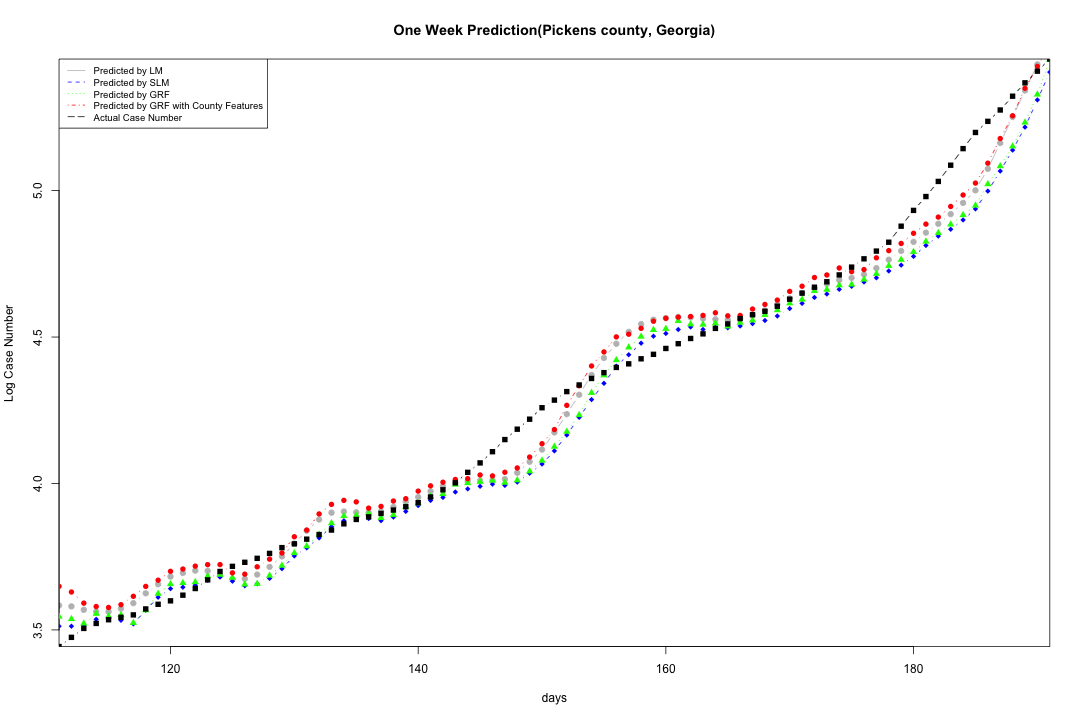 One Week Prediction(Pickens county, Georgia)
Predicted by LM
Predicted by SLM
Predicted by GRF
Predicted by GRF with County Features
Actual Case Number
Log Case Number
5.0
4.5
4.0
3.5
120 140 160 180
days